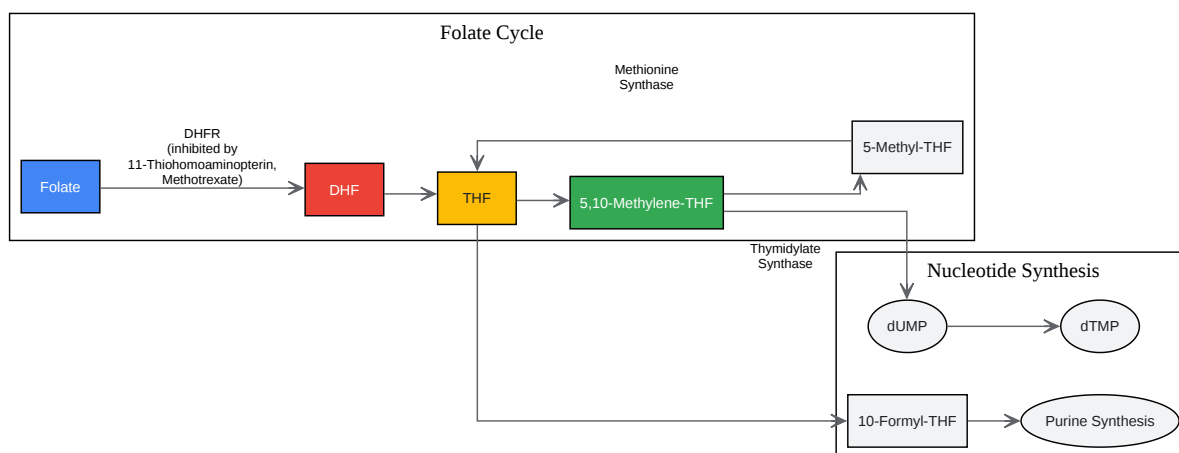 Folate Cycle
Methionine
Synthase
DHFR
(inhibited by
11-Thiohomoaminopterin,
Methotrexate)
5-Methyl-THF
Folate
DHF
THF
5,10-Methylene-THF
Thymidylate
Synthase
Nucleotide Synthesis
dUMP
dTMP
10-Formyl-THF
Purine Synthesis